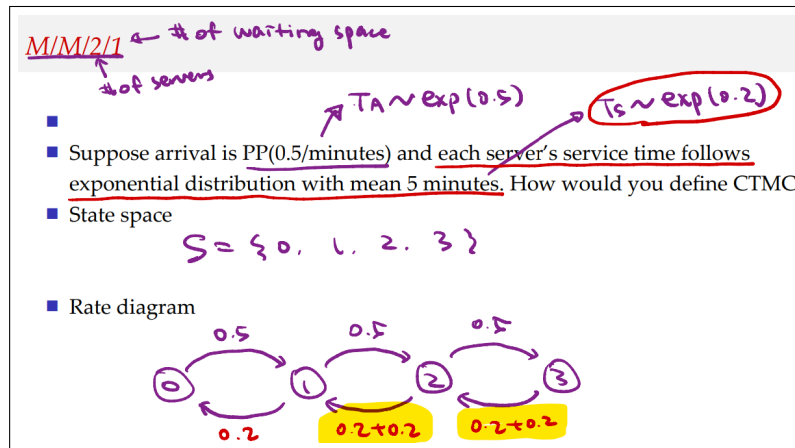 M/M/2/1 ← # of waiting space
# of servers
TA ~ exp(0.5)
Ts ~ exp(0.2)
Suppose arrival is PP(0.5/minutes) and each server's service time follows
exponential distribution with mean 5 minutes. How would you define CTMC
State space
S = {0. 1. 2. 3}
Rate diagram
0.5 0.5 0.5
0 1 2 3
0.2 0.2+0.2 0.2+0.2